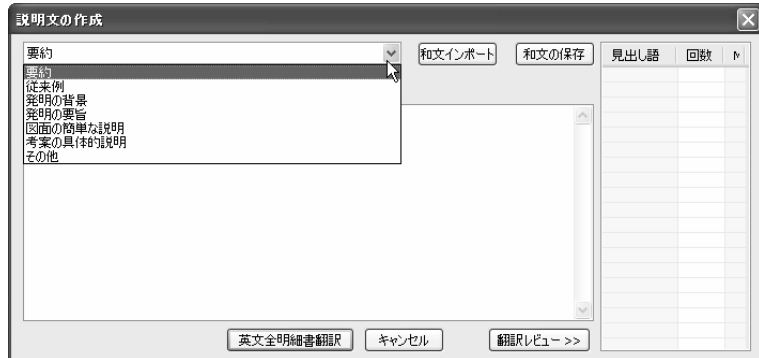 説明文の作成
要約
和文インポート
和文の保存
見出し語
回数
要約
従来例
発明の背景
発明の要旨
図面の簡単な説明
考案の具体的説明
その他
英文全明細書翻訳
キャンセル
翻訳レビュー >>